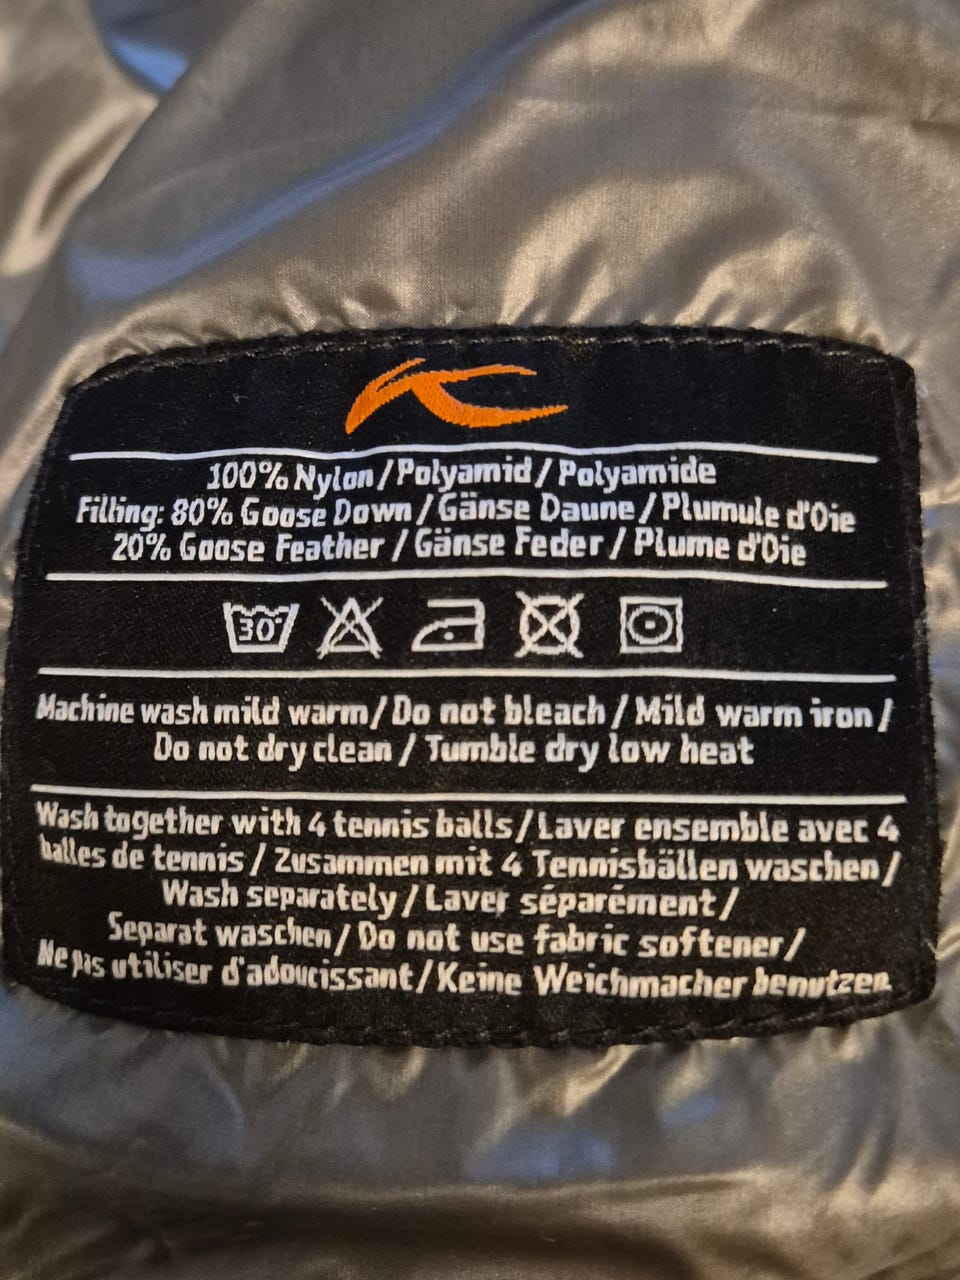 100% Nylon/Polyamid/Polyamide
Filling: 80% Goose Down/Gänse Daune/Plumule d'Oie
20% Goose Feather/Gänse Feder/Plume d'Oie
30°
Machine wash mild warm/Do not bleach/Mild warm iron/
Do not dry clean/Tumble dry low heat
Wash together with 4 tennis balls/Laver ensemble avec 4
balles de tennis/Zusammen mit 4 Tennisbällen waschen/
Wash separately/Laver séparément/
Separat waschen/Do not use fabric softener/
Ne pas utiliser d'adoucissant/Keine Weichmacher benutzen